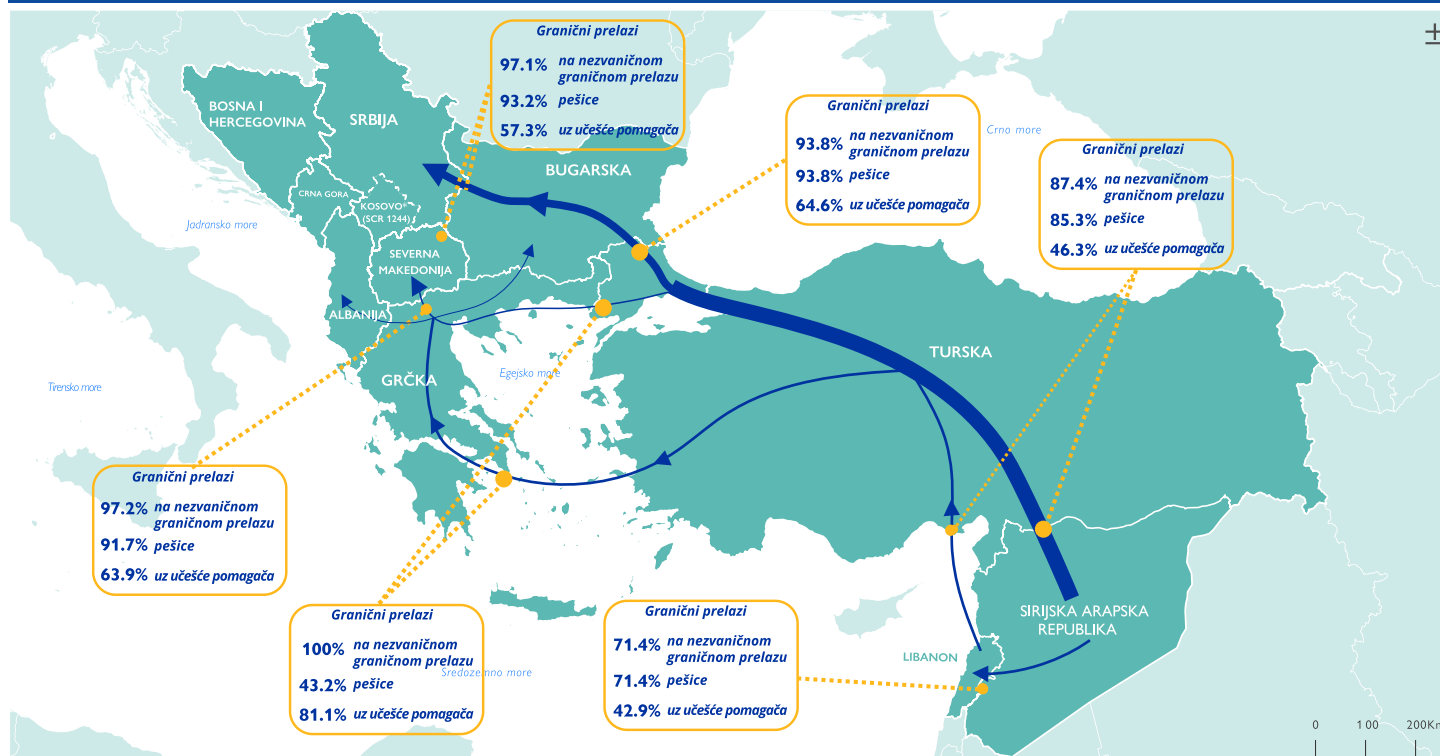 Granični prelazi
97.1% na nezvaničnom
graničnom prelazu
93.2% pešice
57.3% uz učešće pomagača
Granični prelazi
93.8% na nezvaničnom
graničnom prelazu
93.8% pešice
64.6% uz učešće pomagača
Granični prelazi
87.4% na nezvaničnom
graničnom prelazu
85.3% pešice
46.3% uz učešće pomagača
BOSNA I
HERCEGOVINA
SRBIJA
BUGARSKA
Crno more
CRNA GORA
KOSOVO*
(SCR 1244)
Jadransko more
SEVERNA
MAKEDONIJA
ALBANIJA
TURSKA
GRČKA
Egejsko more
Tirensko more
Granični prelazi
97.2% na nezvaničnom
graničnom prelazu
91.7% pešice
63.9% uz učešće pomagača
Granični prelazi
100% na nezvaničnom
graničnom prelazu
43.2% pešice
81.1% uz učešće pomagača
Sredozemno more
Granični prelazi
71.4% na nezvaničnom
graničnom prelazu
71.4% pešice
42.9% uz učešće pomagača
SIRIJSKA ARAPSKA
REPUBLIKA
LIBANON
0 100 200Km